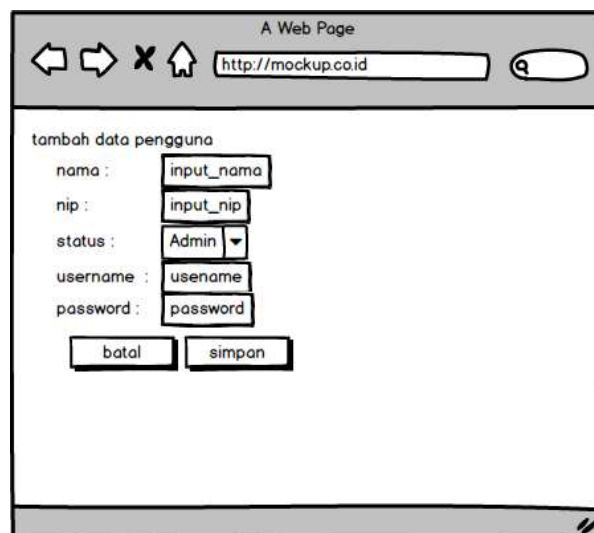 A Web Page
http://mockup.co.id
tambah data pengguna
nama : input_nama
nip : input_nip
status : Admin
username : usename
password : password
batal simpan